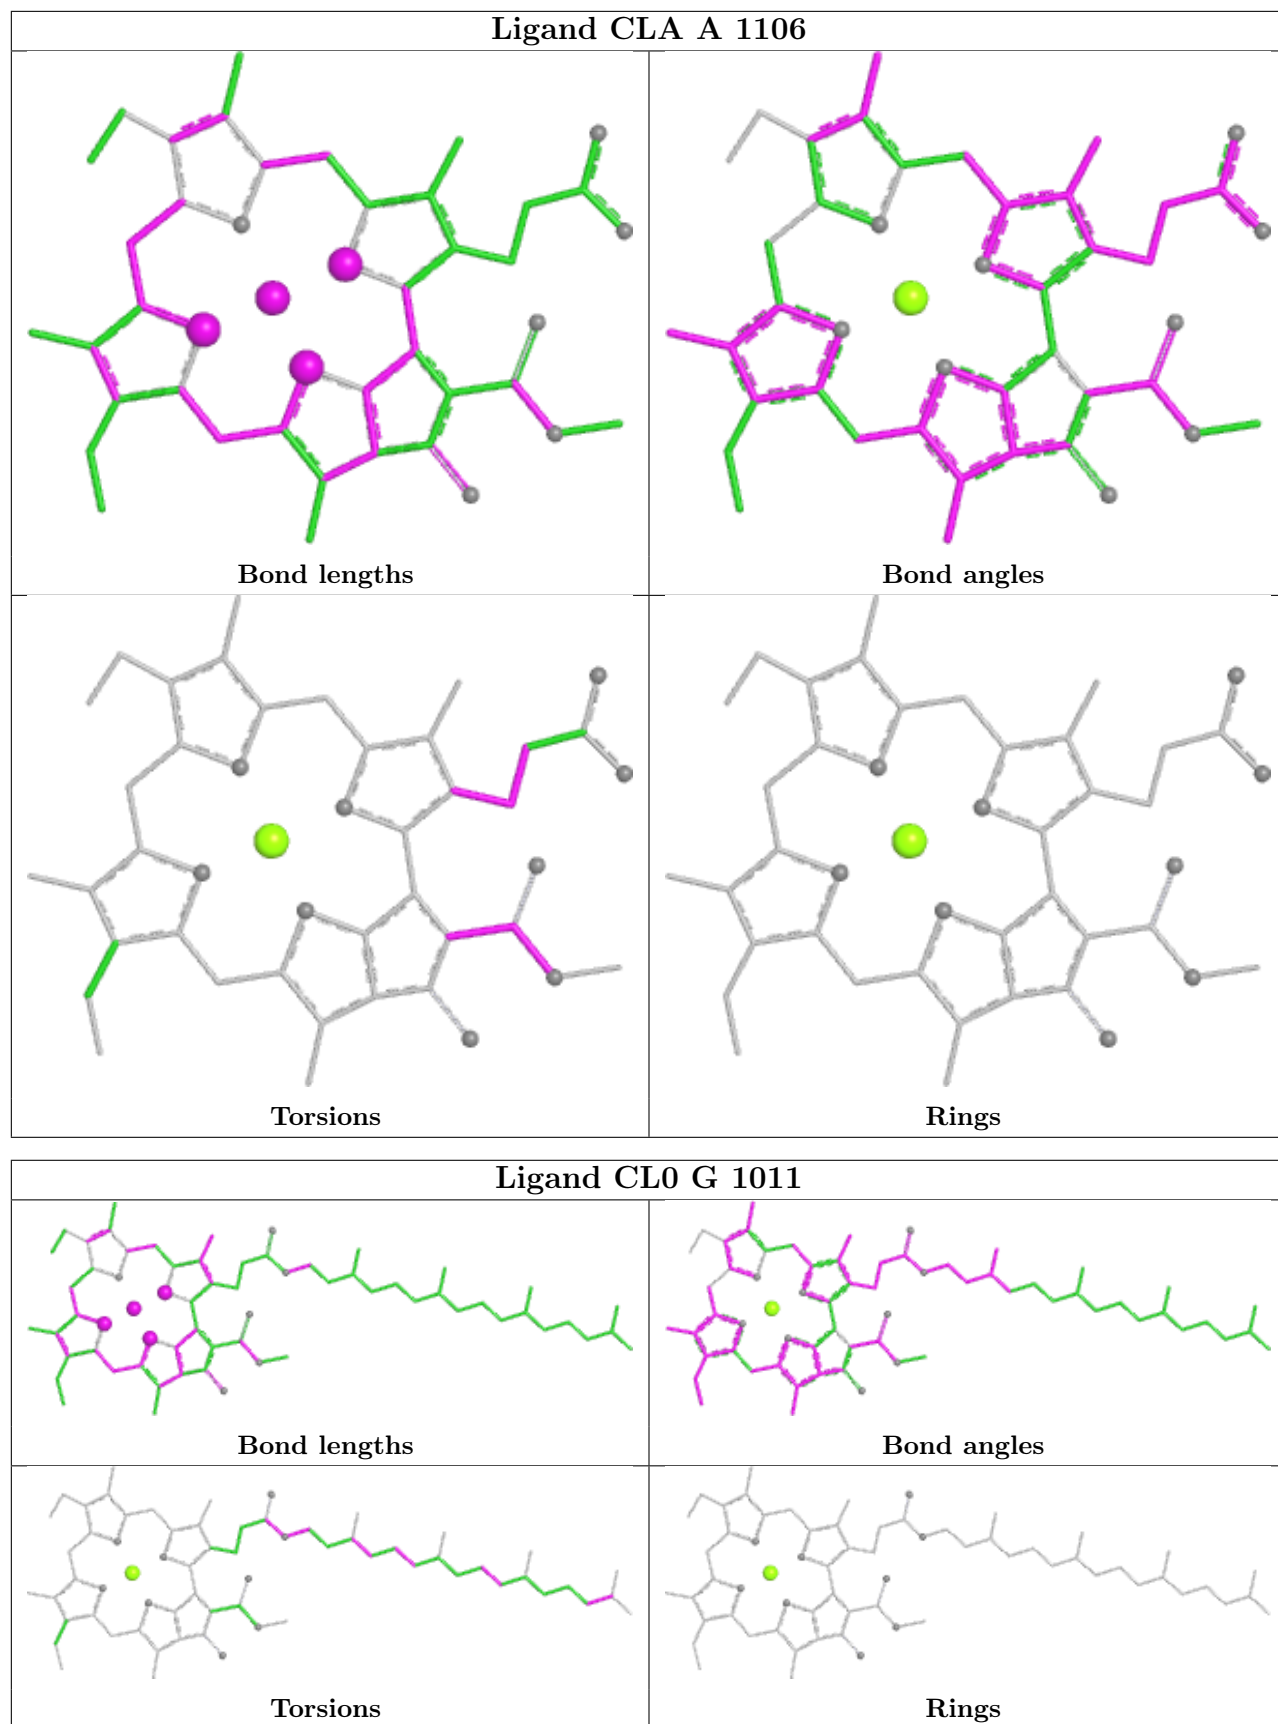 Ligand CLA A 1106
Bond lengths
Bond angles
Torsions
Rings
Ligand CL0 G 1011
Bond lengths
Bond angles
Torsions
Rings